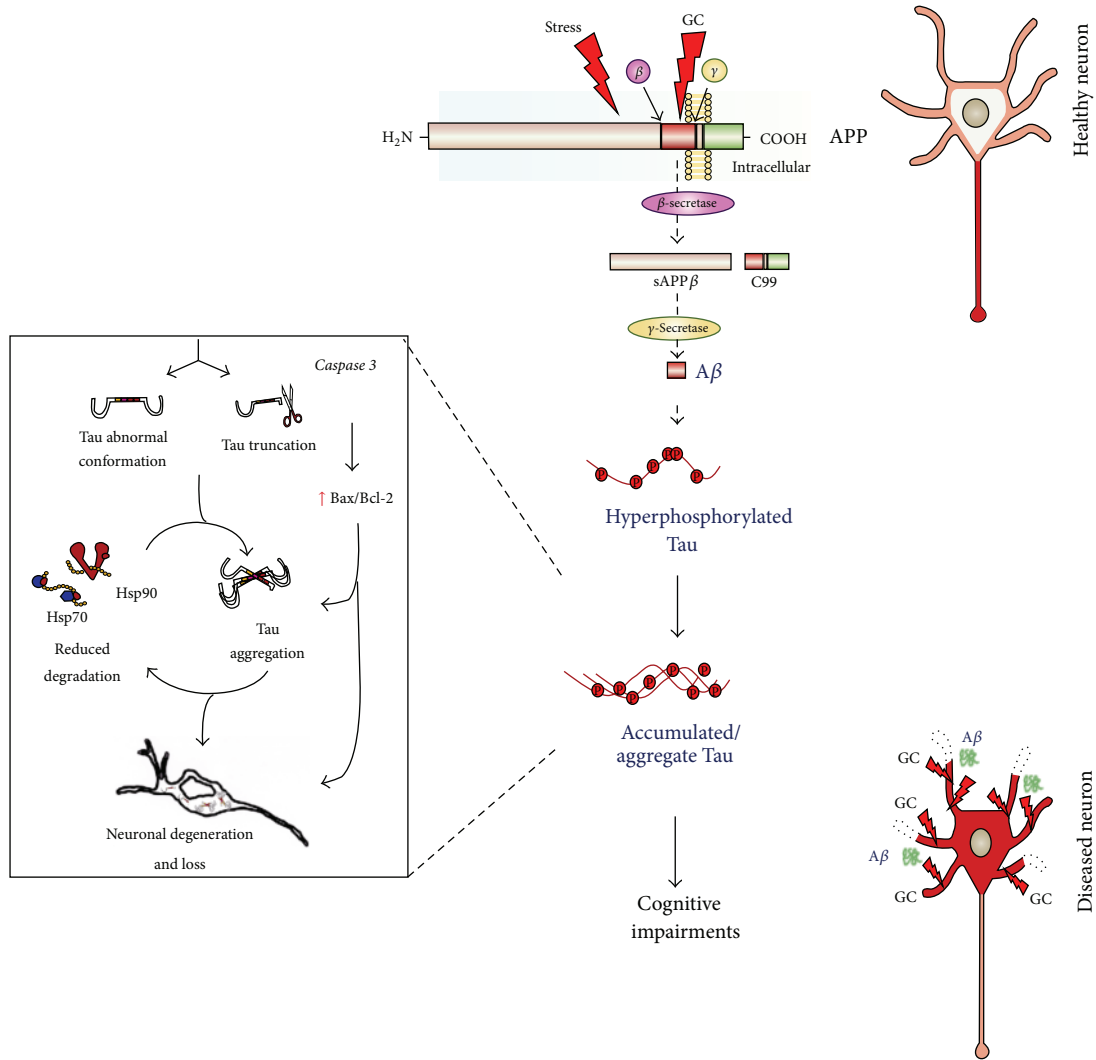 Stress
GC
β
γ
H2N
COOH
APP
Intracellular
Healthy neuron
β-secretase
sAPPβ
C99
γ-Secretase
Aβ
P
P
P
P
P
P
Hyperphosphorylated
Tau
P
P
P
P
P
P
P
P
Accumulated/
aggregate Tau
Cognitive
impairments
Caspase 3
Tau abnormal
conformation
Tau truncation
↑ Bax/Bcl-2
Hsp90
Hsp70
Reduced
degradation
Tau
aggregation
Neuronal degeneration
and loss
Aβ
GC
GC
Aβ
GC
GC
Diseased neuron